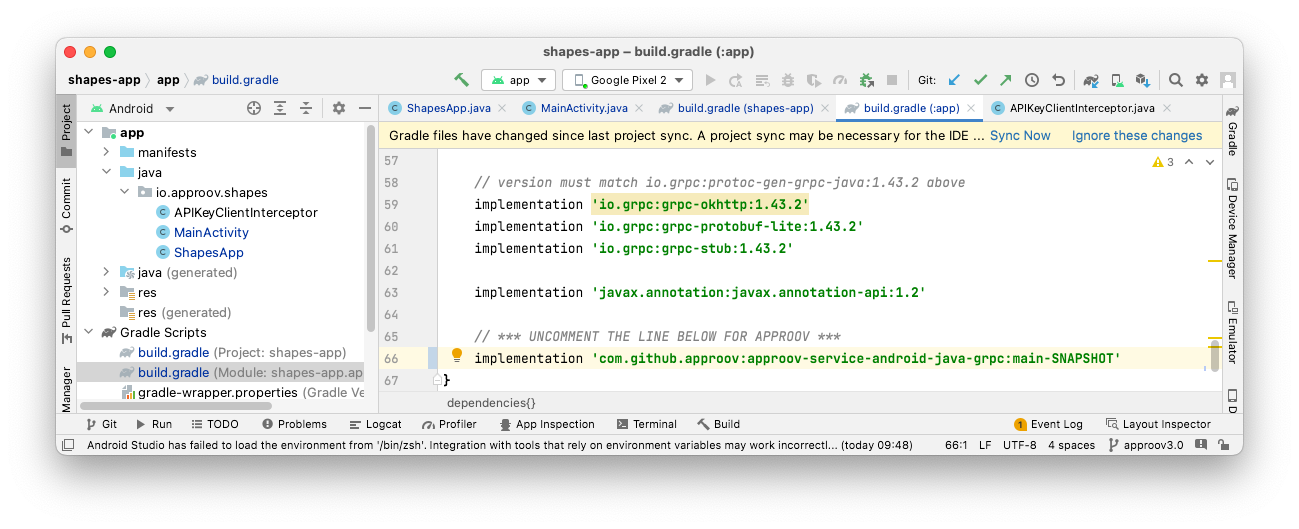 shapes-app – build.gradle (:app)
shapes-app app build.gradle app Google Pixel 2 Git:
Project
Commit
Pull Requests
Manager
Android
app
manifests
java
io.approov.shapes
APIKeyClientInterceptor
MainActivity
ShapesApp
java (generated)
res
res (generated)
Gradle Scripts
build.gradle (Project: shapes-app)
build.gradle (Module: shapes-app.ap
gradle-wrapper.properties (Gradle Ve
ShapesApp.java MainActivity.java build.gradle (shapes-app) build.gradle (:app) APIKeyClientInterceptor.java
Gradle files have changed since last project sync. A project sync may be necessary for the IDE ... Sync Now Ignore these changes
57 3
58 // version must match io.grpc:protoc-gen-grpc-java:1.43.2 above
59 implementation 'io.grpc:grpc-okhttp:1.43.2'
60 implementation 'io.grpc:grpc-protobuf-lite:1.43.2'
61 implementation 'io.grpc:grpc-stub:1.43.2'
62
63 implementation 'javax.annotation:javax.annotation-api:1.2'
64
65 // *** UNCOMMENT THE LINE BELOW FOR APPROOV ***
66 implementation 'com.github.approov:approov-service-android-java-grpc:main-SNAPSHOT'
67 }
dependencies{}
Gradle
Device Manager
Emulator
Git Run TODO Problems Logcat Profiler App Inspection Terminal Build 1 Event Log Layout Inspector
Android Studio has failed to load the environment from '/bin/zsh'. Integration with tools that rely on environment variables may work incorrectl... (today 09:48) 66:1 LF UTF-8 4 spaces approov3.0